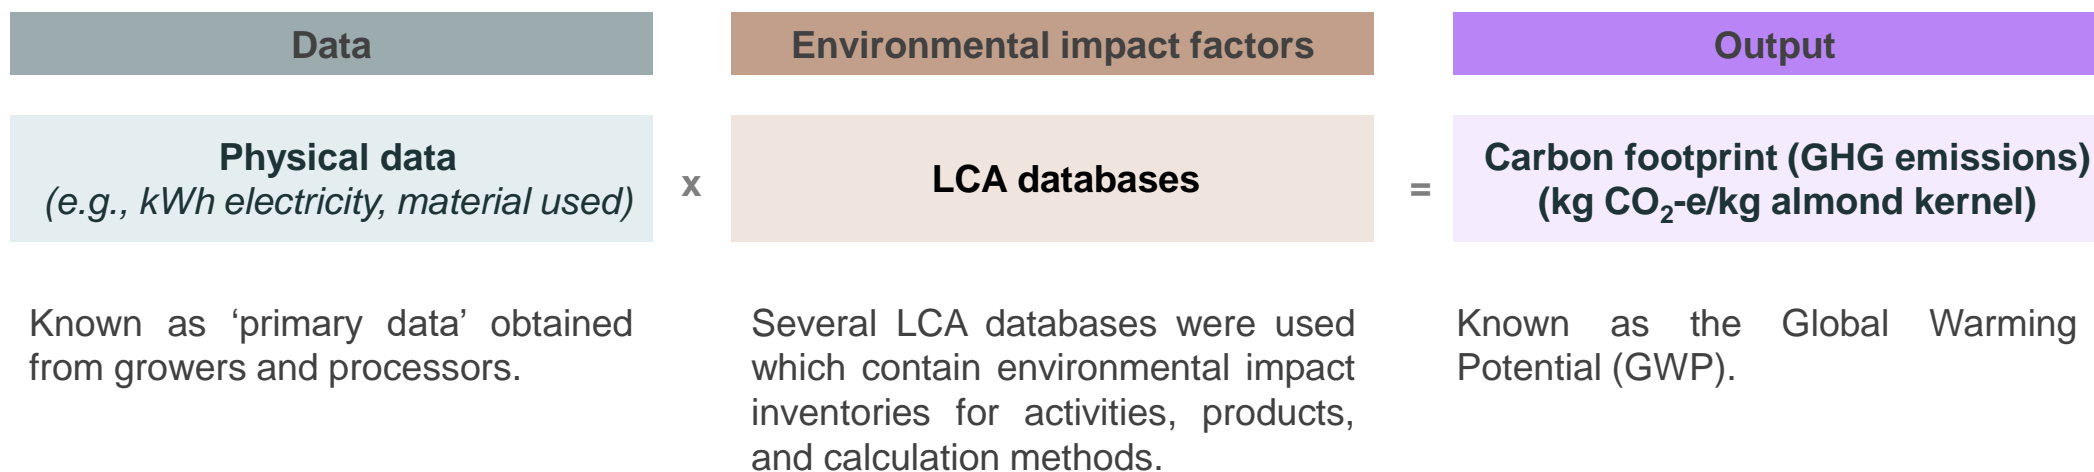 Data
Environmental impact factors
Output
Physical data
(e.g., kWh electricity, material used)
x
LCA databases
=
Carbon footprint (GHG emissions)
(kg CO₂-e/kg almond kernel)
Known as ‘primary data’ obtained
from growers and processors.
Several LCA databases were used
which contain environmental impact
inventories for activities, products,
and calculation methods.
Known as the Global Warming
Potential (GWP).